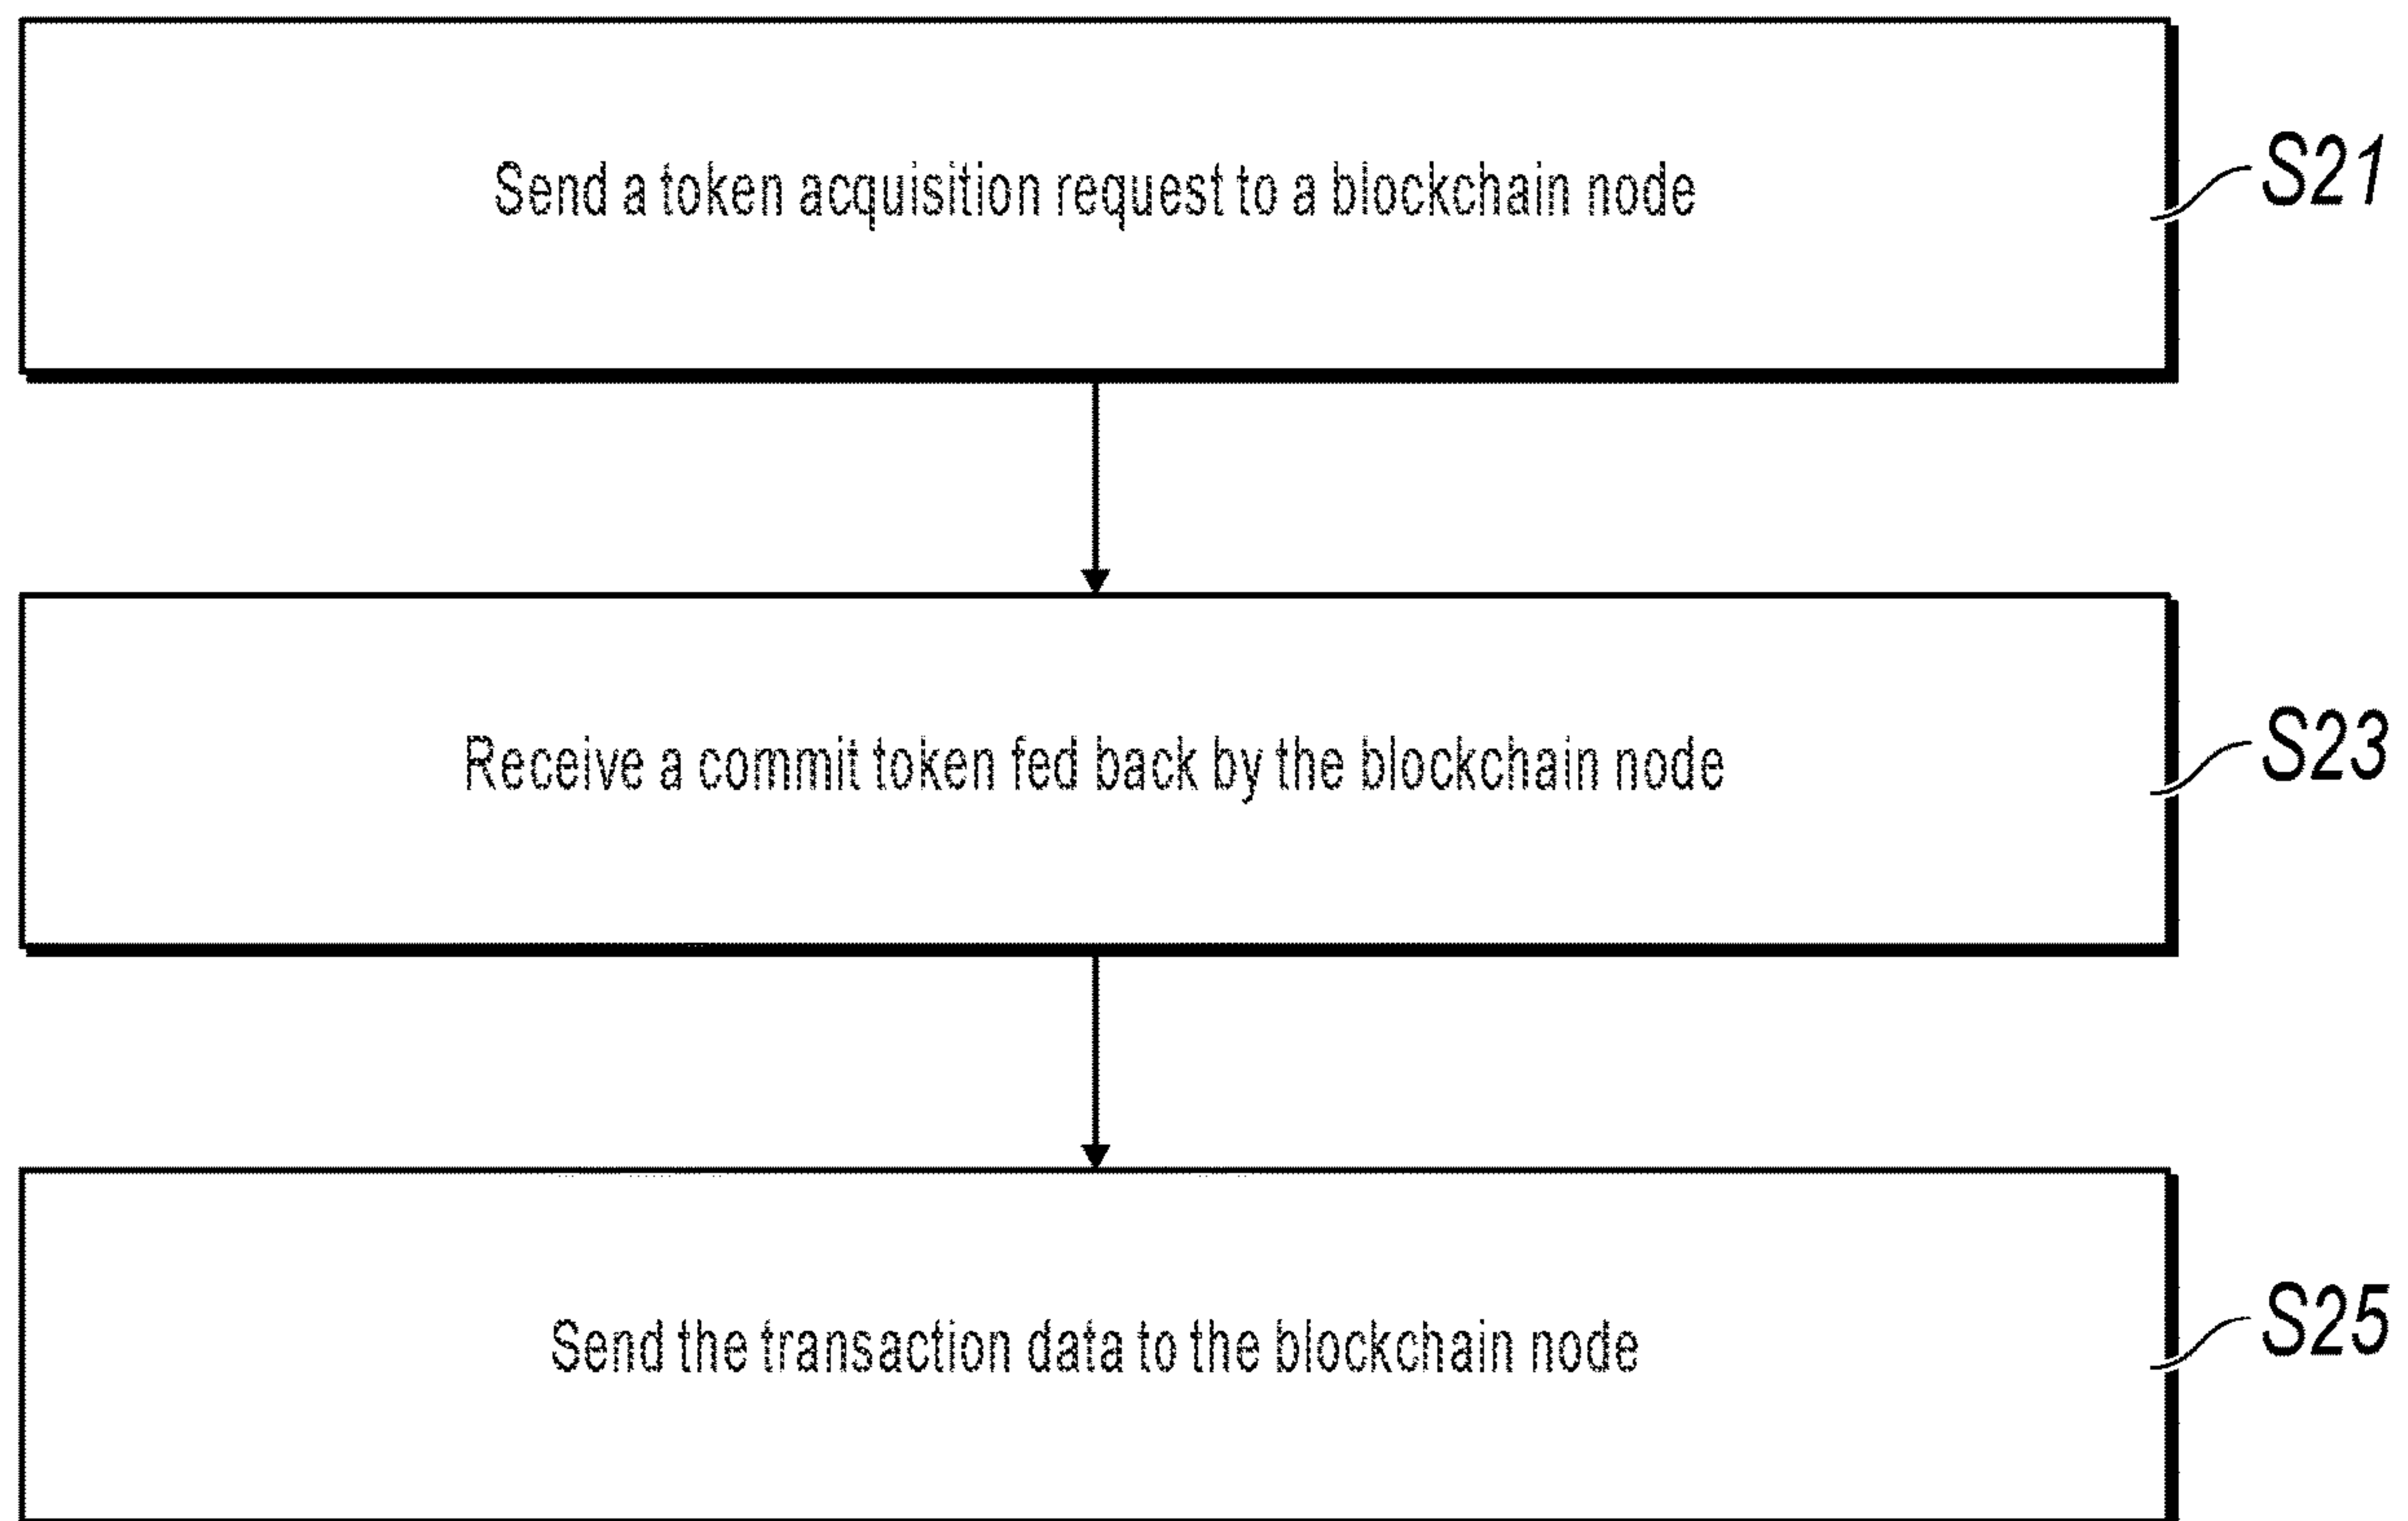 Send a token acquisition request to a blockchain node
S21
Receive a commit token fed back by the blockchain node
S23
Send the transaction data to the blockchain node
S25